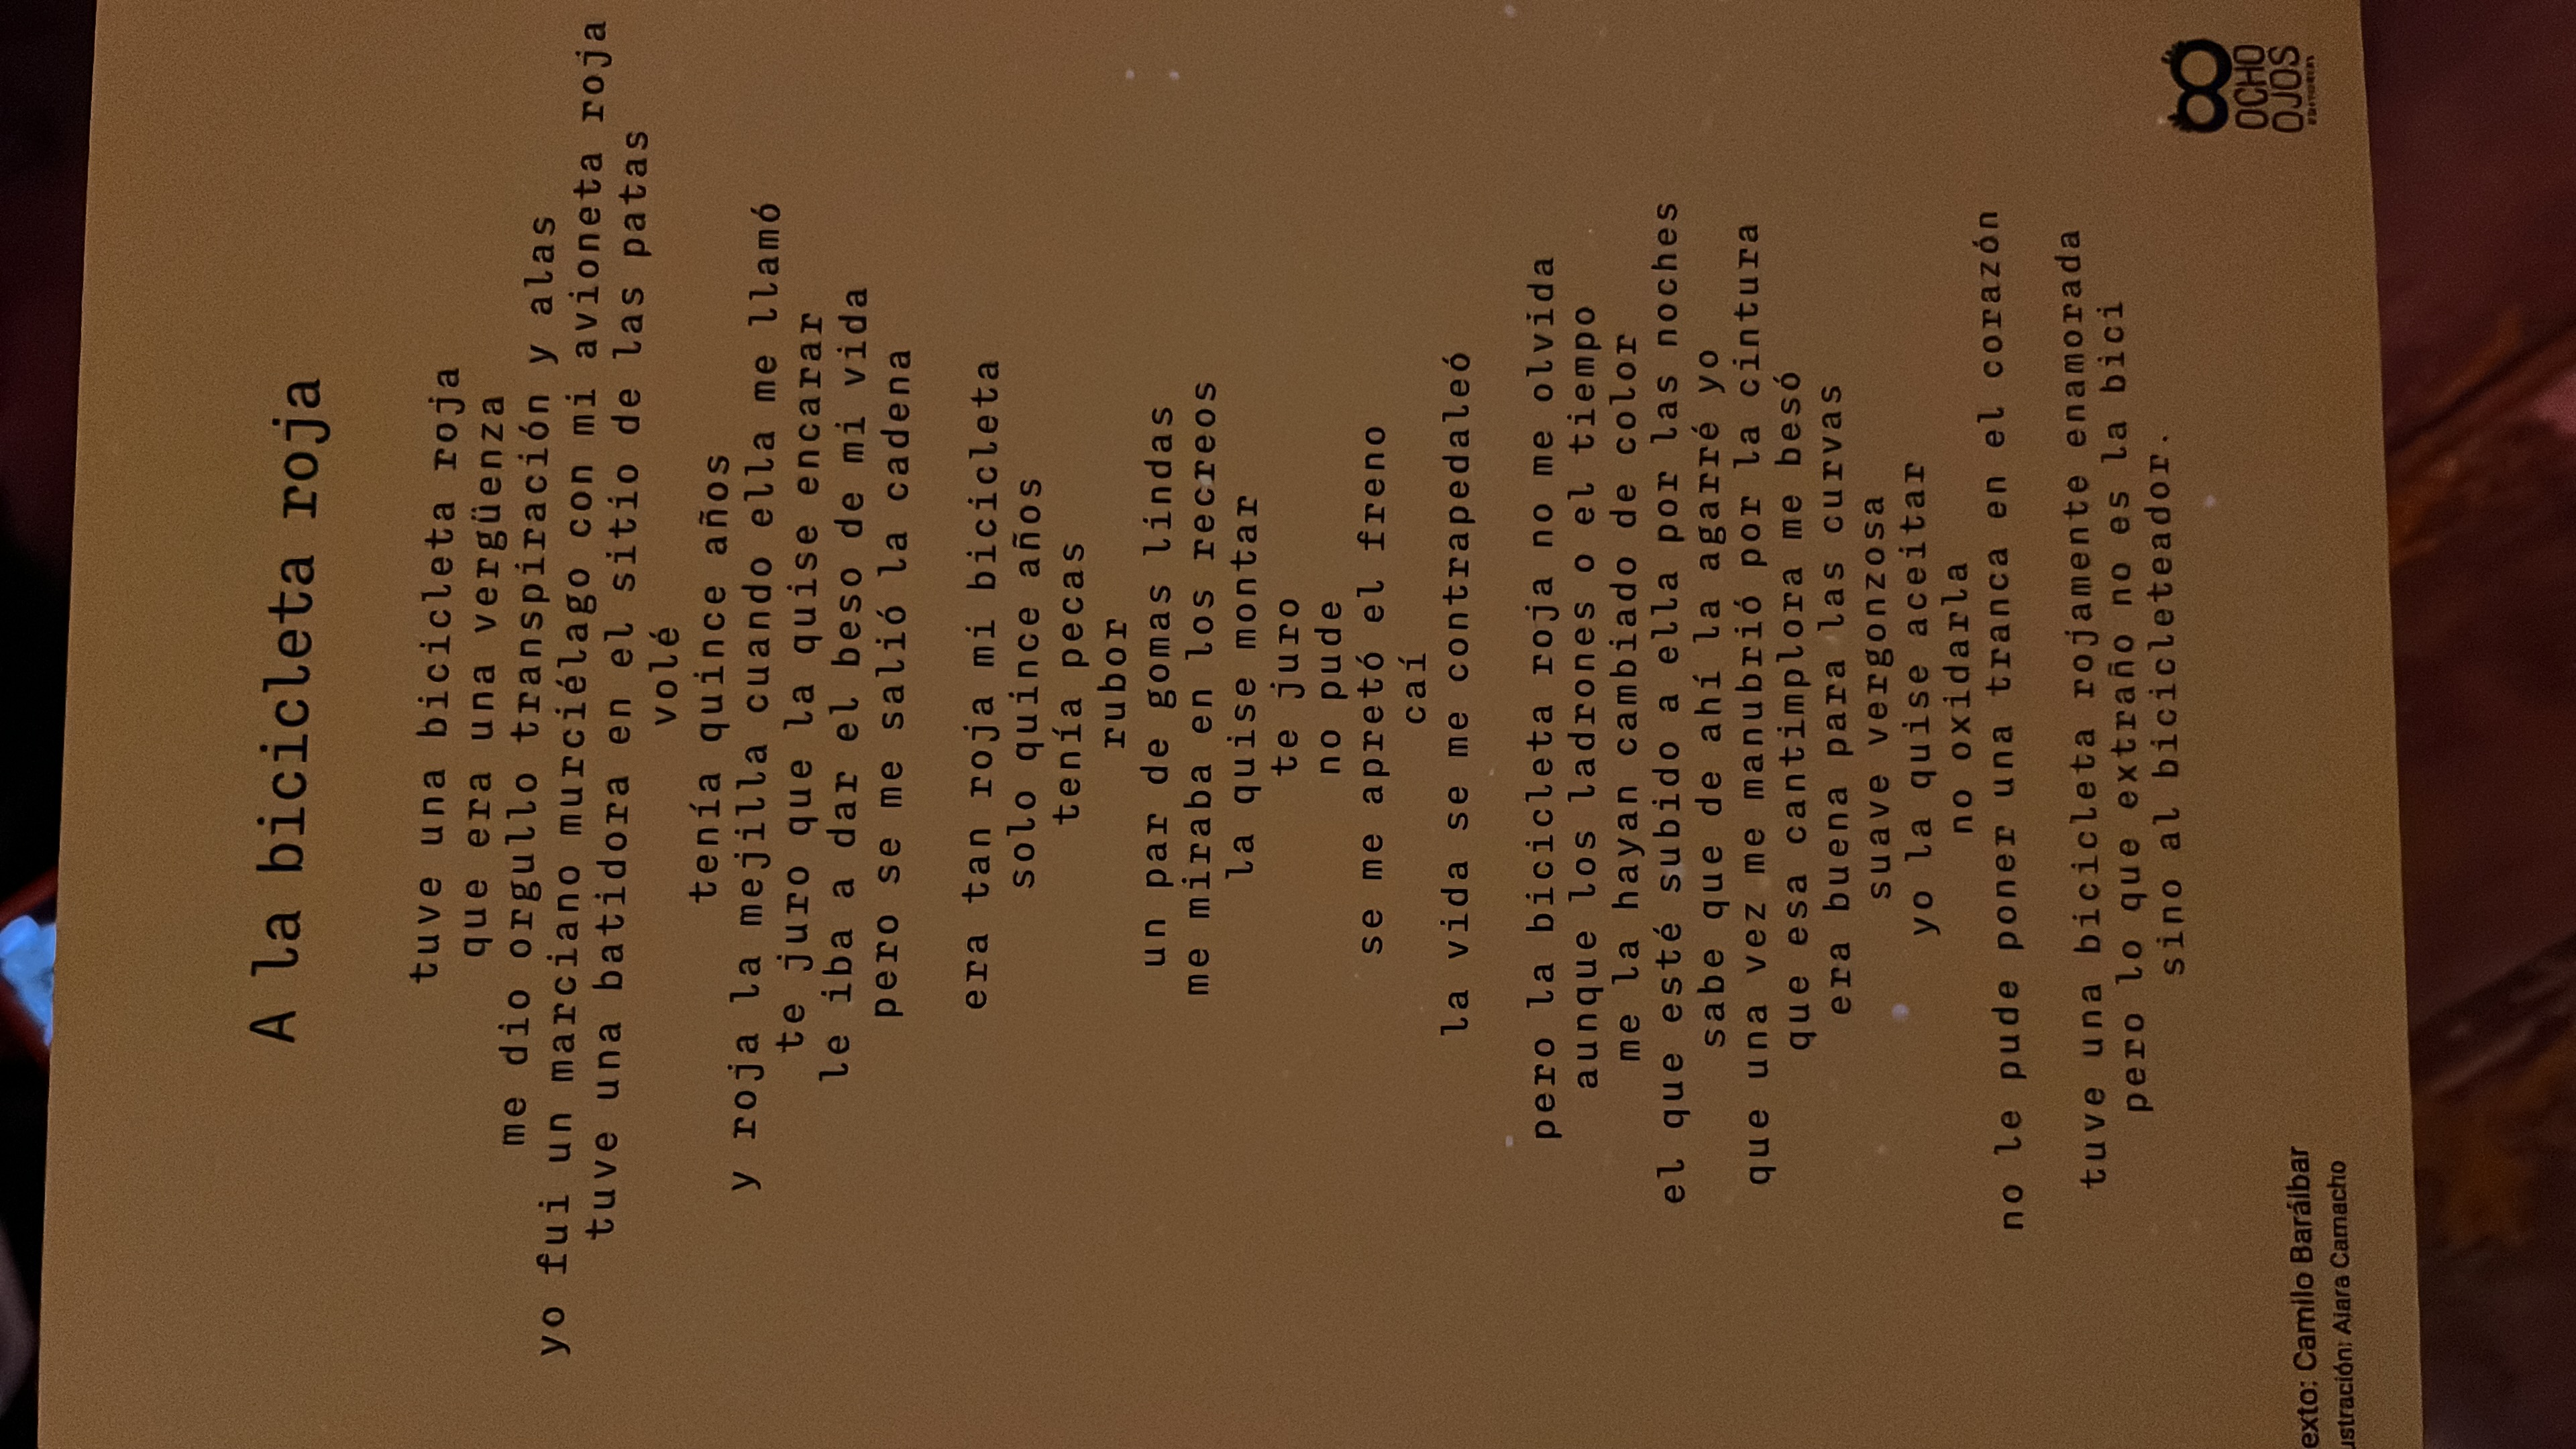 A la bicicleta roja
tuve una bicicleta roja
que era una vergüenza
me dio orgullo transpiración y alas
yo fui un marciano murciélago con mi avioneta roja
tuve una batidora en el sitio de las patas
volé
tenía quince años
y roja la mejilla cuando ella me llamó
te juro que la quise encarar
le iba a dar el beso de mi vida
pero se me salió la cadena
era tan roja mi bicicleta
solo quince años
tenía pecas
rubor
un par de gomas lindas
me miraba en los recreos
la quise montar
te juro
no pude
se me apretó el freno
caí
la vida se me contrapedaleó
pero la bicicleta roja no me olvida
aunque los ladrones o el tiempo
me la hayan cambiado de color
el que esté subido a ella por las noches
sabe que de ahí la agarré yo
que una vez me manubrió por la cintura
que esa cantimplora me besó
era buena para las curvas
suave vergonzosa
yo la quise aceitar
no oxidarla
no le pude poner una tranca en el corazón
tuve una bicicleta rojamente enamorada
pero lo que extraño no es la bici
sino al bicicleteador.
exto: Camilo Baráibar
ustración: Aiara Camacho
OCHO
OJOS
EDITORIAL